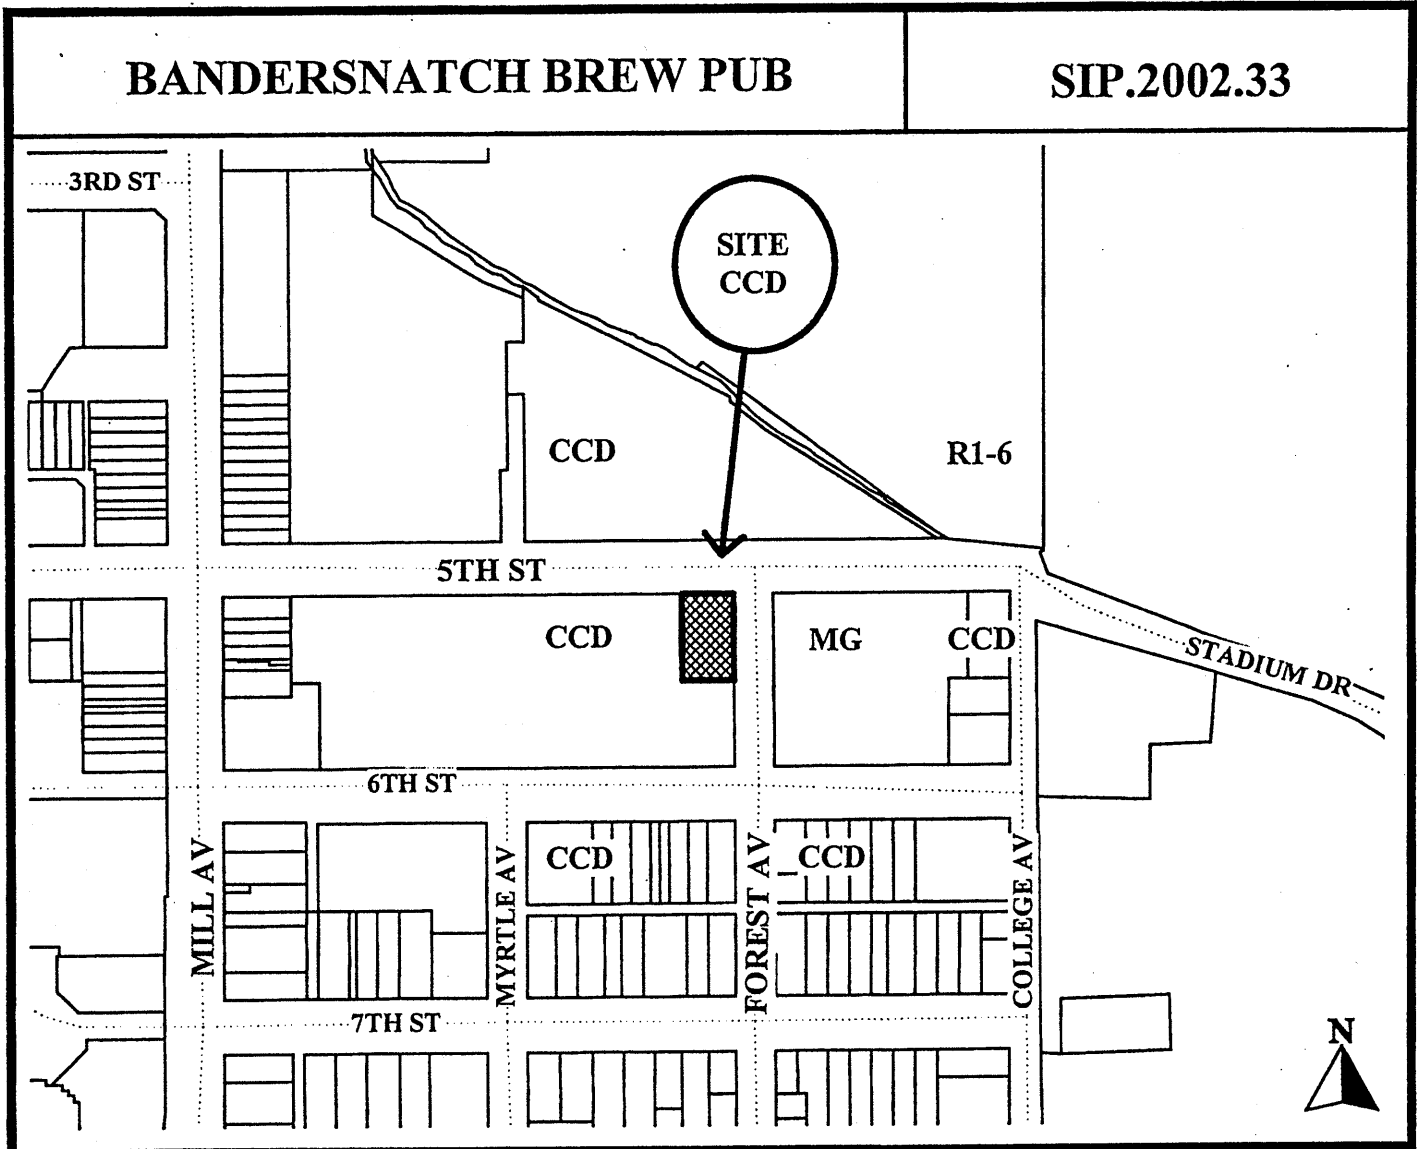 BANDERSNATCH BREW PUB
SIP.2002.33
3RD ST
SITE
CCD
CCD
R1-6
5TH ST
CCD
MG
CCD
STADIUM DR
6TH ST
CCD
CCD
MILL AV
MYRTLE AV
FOREST AV
COLLEGE AV
7TH ST
N